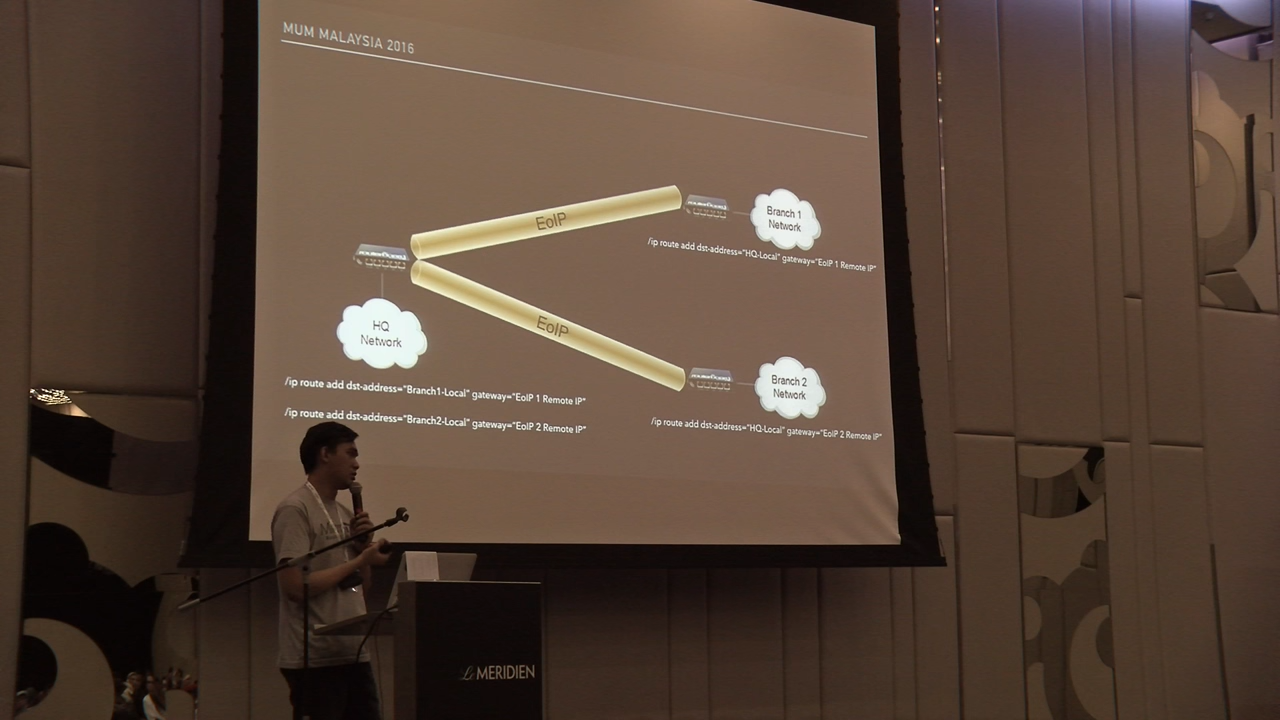 MUM MALAYSIA 2016
EoIP
Branch 1
Network
/ip route add dst-address="HQ-Local" gateway="EoIP 1 Remote IP"
HQ
Network
EoIP
Branch 2
Network
/ip route add dst-address="Branch1-Local" gateway="EoIP 1 Remote IP"
/ip route add dst-address="Branch2-Local" gateway="EoIP 2 Remote IP"
/ip route add dst-address="HQ-Local" gateway="EoIP 2 Remote IP"
Le MERIDIEN